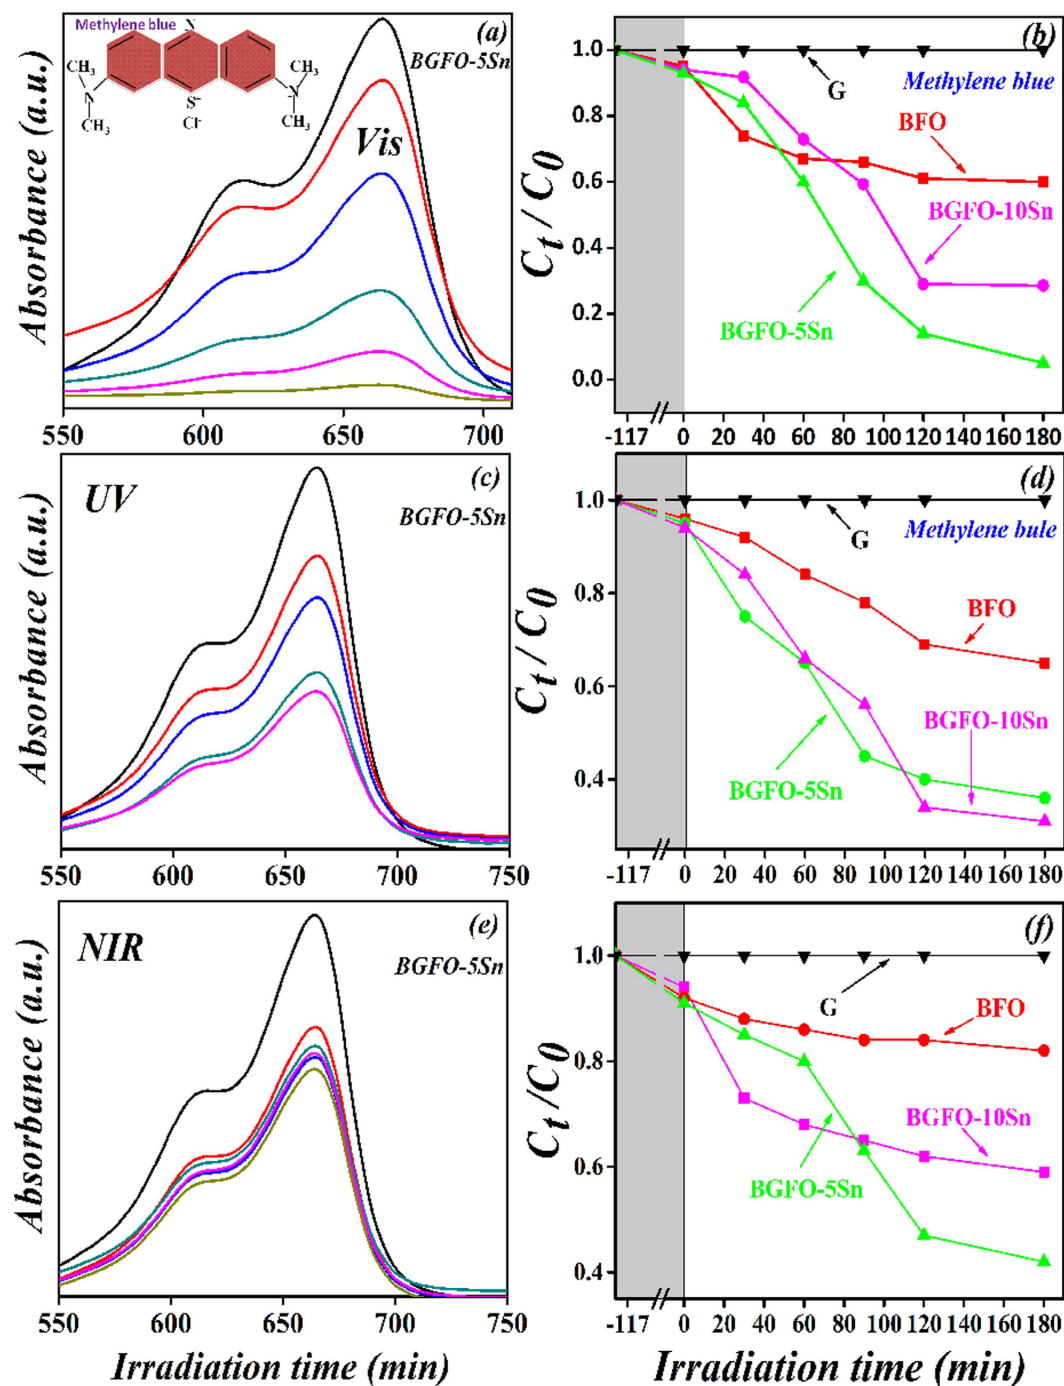 Methylene blue
N
CH₃
N
CH₃
S⁺
Cl⁻
CH₃
N
CH₃
(a)
BGFO-5Sn
Vis
Absorbance (a.u.)
550 600 650 700
(b)
1.0
0.8
0.6
0.4
0.2
0.0
Cₜ / C₀
G
Methylene blue
BFO
BGFO-10Sn
BGFO-5Sn
-117 0 20 40 60 80 100 120 140 160 180
UV
(c)
BGFO-5Sn
Absorbance (a.u.)
550 600 650 700 750
(d)
1.0
0.8
0.6
0.4
Cₜ / C₀
G
Methylene bule
BFO
BGFO-10Sn
BGFO-5Sn
-117 0 20 40 60 80 100 120 140 160 180
NIR
(e)
BGFO-5Sn
Absorbance (a.u.)
550 600 650 700 750
Irradiation time (min)
(f)
1.0
0.8
0.6
0.4
Cₜ /C₀
G
BFO
BGFO-10Sn
BGFO-5Sn
-117 0 20 40 60 80 100 120 140 160 180
Irradiation time (min)